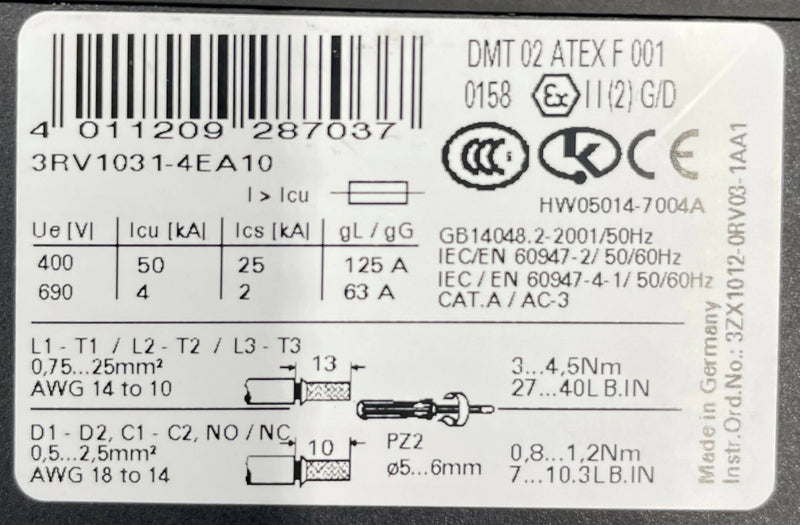 DMT 02 ATEX F 001
0158 Ex II (2) G/D
4 011209 287037
3RV1031-4EA10
I > Icu
HW05014-7004A
Ue [V] Icu [kA] Ics [kA] gL / gG
400 50 25 125 A
690 4 2 63 A
GB14048.2-2001/50Hz
IEC/EN 60947-2/ 50/60Hz
IEC / EN 60947-4-1/ 50/60Hz
CAT.A / AC-3
L1 - T1 / L2 - T2 / L3 - T3
0,75...25mm²
AWG 14 to 10
13
3...4,5Nm
27...40LB.IN
D1 - D2, C1 - C2, NO / NC
0,5...2,5mm²
AWG 18 to 14
10
PZ2
ø5...6mm
0,8...1,2Nm
7...10.3LB.IN
Made in Germany
Instr.Ord.No.: 3ZX1012-0RV03-1AA1